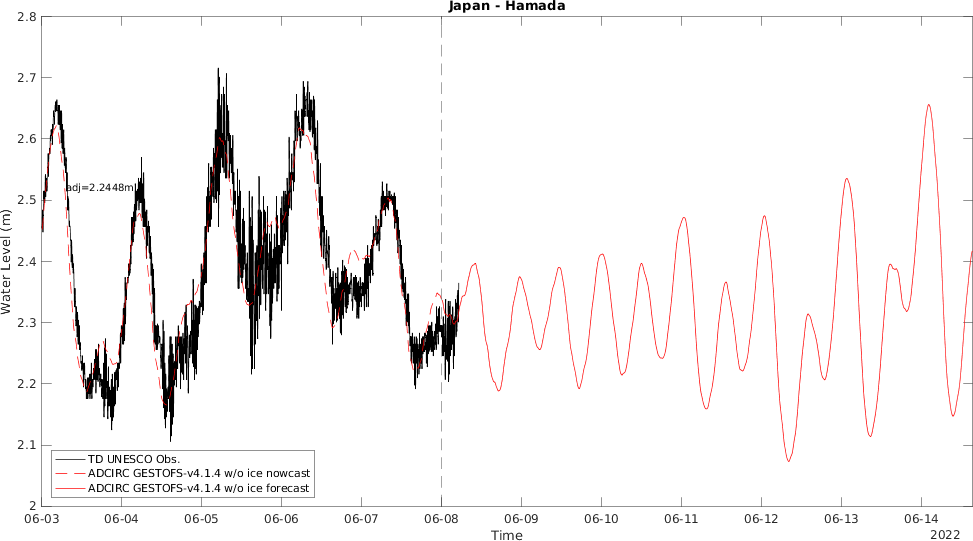 Japan - Hamada
2.8
2.7
2.6
2.5
2.4
2.3
2.2
2.1
2
Water Level (m)
adj=2.2448m
TD UNESCO Obs.
ADCIRC GESTOFS-v4.1.4 w/o ice nowcast
ADCIRC GESTOFS-v4.1.4 w/o ice forecast
06-03 06-04 06-05 06-06 06-07 06-08 06-09 06-10 06-11 06-12 06-13 06-14
Time
2022